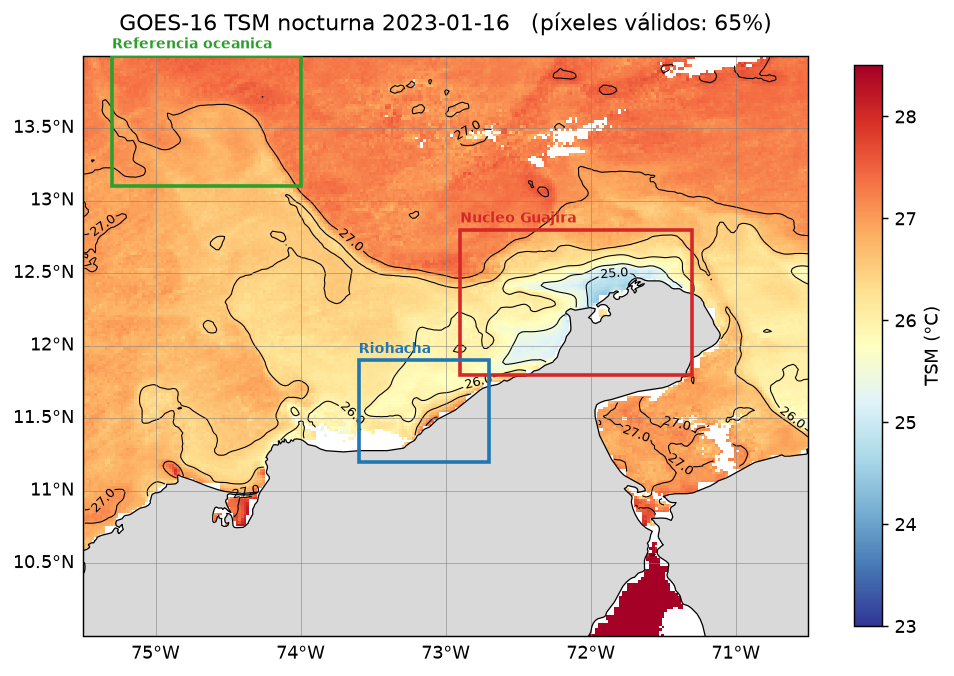 GOES-16 TSM nocturna 2023-01-16   (píxeles válidos: 65%)
Referencia oceanica
13.5°N
13°N
12.5°N
12°N
11.5°N
11°N
10.5°N
27.0
27.0
27.0
Nucleo Guajira
25.0
Riohacha
26.0
26.0
26.0
27.0
27.0
27.0
27.0
27.0
75°W
74°W
73°W
72°W
71°W
28
27
26
25
24
23
TSM (°C)